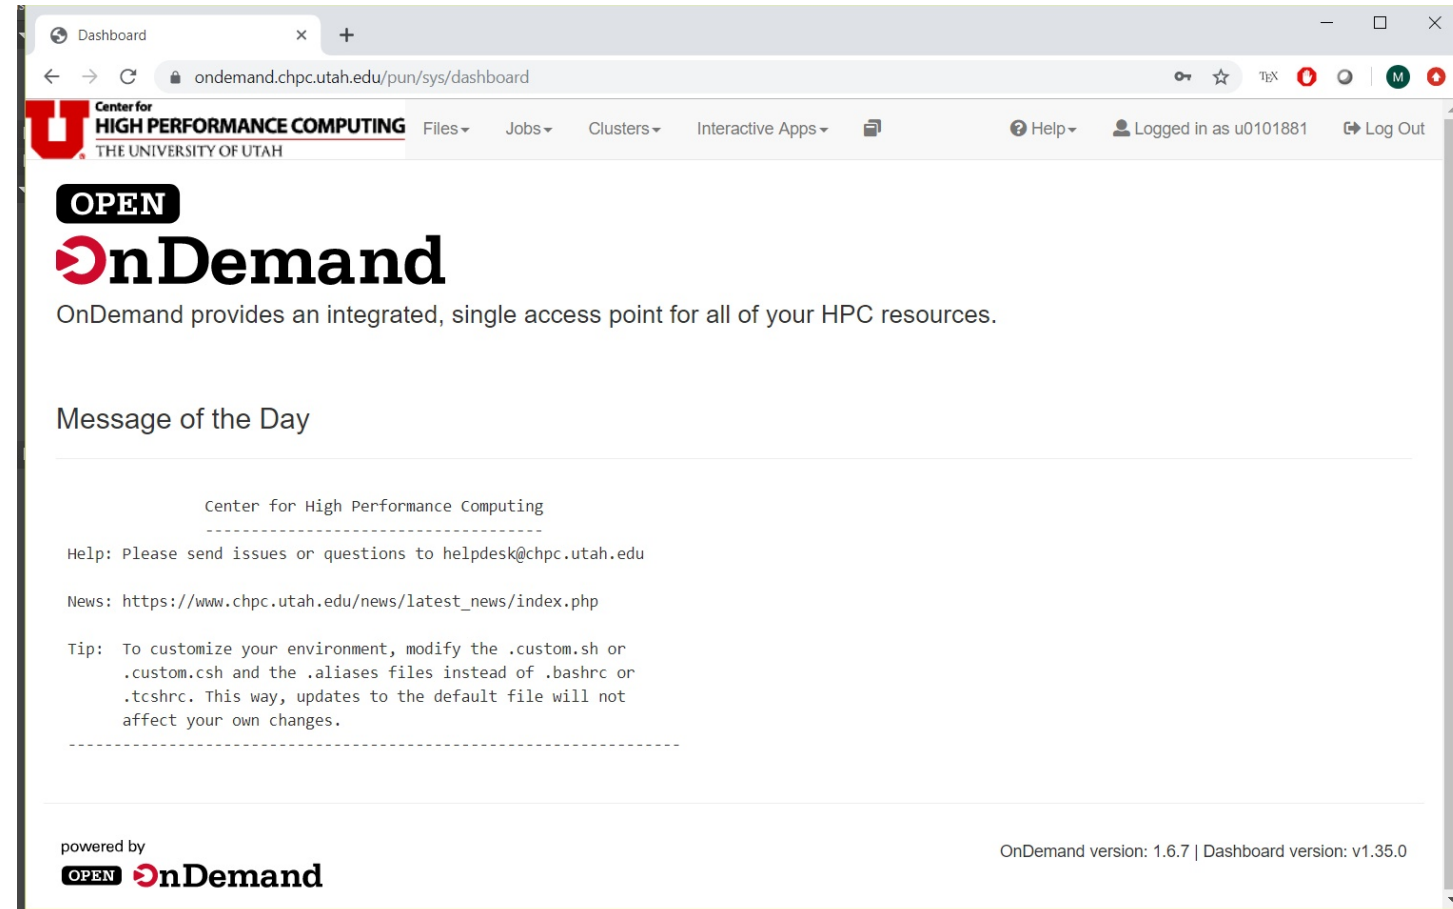 Dashboard
ondemand.chpc.utah.edu/pun/sys/dashboard
TEX
M
Center for
HIGH PERFORMANCE COMPUTING
THE UNIVERSITY OF UTAH
Files
Jobs
Clusters
Interactive Apps
Help
Logged in as u0101881
Log Out
OPEN
OnDemand
OnDemand provides an integrated, single access point for all of your HPC resources.
Message of the Day
Center for High Performance Computing
-------------------------------------
Help: Please send issues or questions to helpdesk@chpc.utah.edu
News: https://www.chpc.utah.edu/news/latest_news/index.php
Tip: To customize your environment, modify the .custom.sh or
.custom.csh and the .aliases files instead of .bashrc or
.tcshrc. This way, updates to the default file will not
affect your own changes.
-------------------------------------------------------------------
powered by
OPEN OnDemand
OnDemand version: 1.6.7 | Dashboard version: v1.35.0